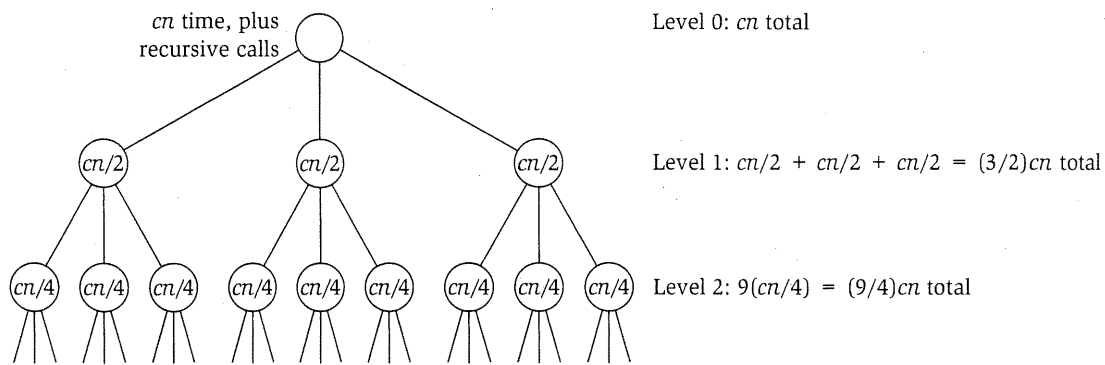 cn time, plus
recursive calls
Level 0: cn total
cn/2 cn/2 cn/2
Level 1: cn/2 + cn/2 + cn/2 = (3/2)cn total
cn/4 cn/4 cn/4 cn/4 cn/4 cn/4 cn/4 cn/4 cn/4
Level 2: 9(cn/4) = (9/4)cn total